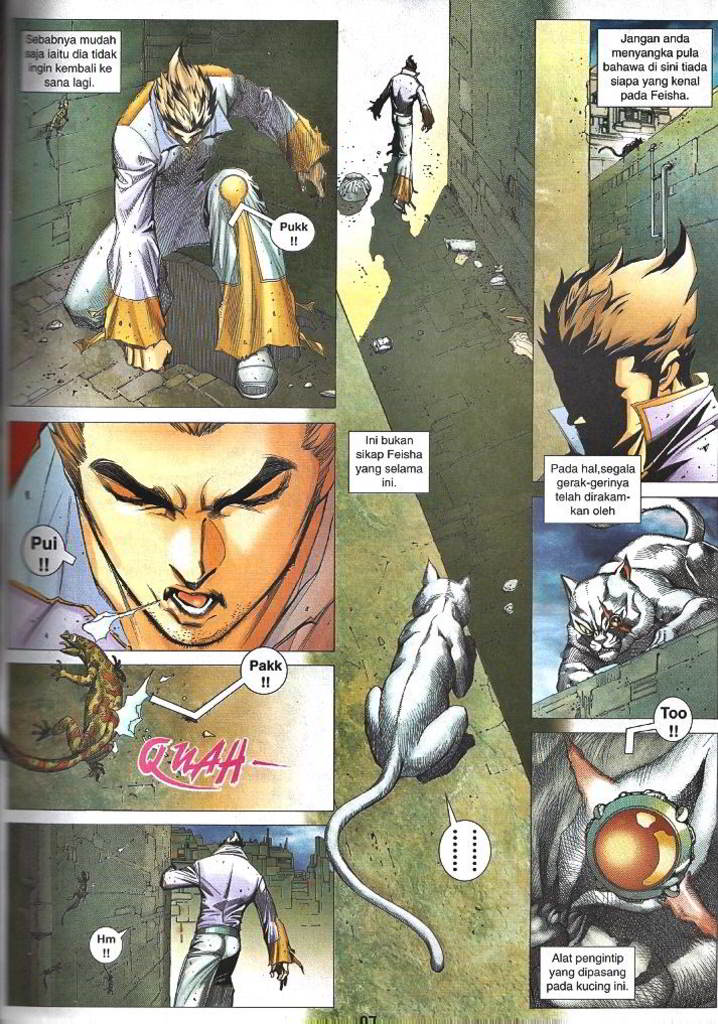 Sebabnya mudah
saja iaitu dia tidak
ingin kembali ke
sana lagi.
Pukk
!!
Pui
!!
Pakk
!!
QUAH—
Hm
!!
Ini bukan
sikap Feisha
yang selama
ini.
Jangan anda
menyangka pula
bahawa di sini tiada
siapa yang kenal
pada Feisha.
Pada hal,segala
gerak-gerinya
telah dirakam-
kan oleh
Too
!!
Alat pengintip
yang dipasang
pada kucing ini.